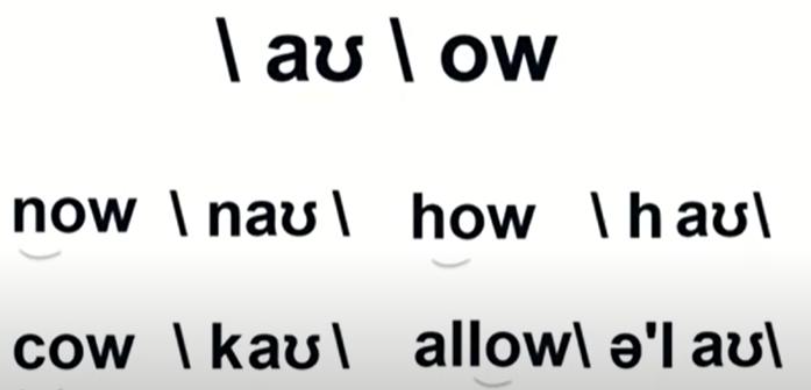 \ aʊ \ ow
now \ naʊ \ how \ h aʊ\
cow \ kaʊ \ allow\ ə'l aʊ\